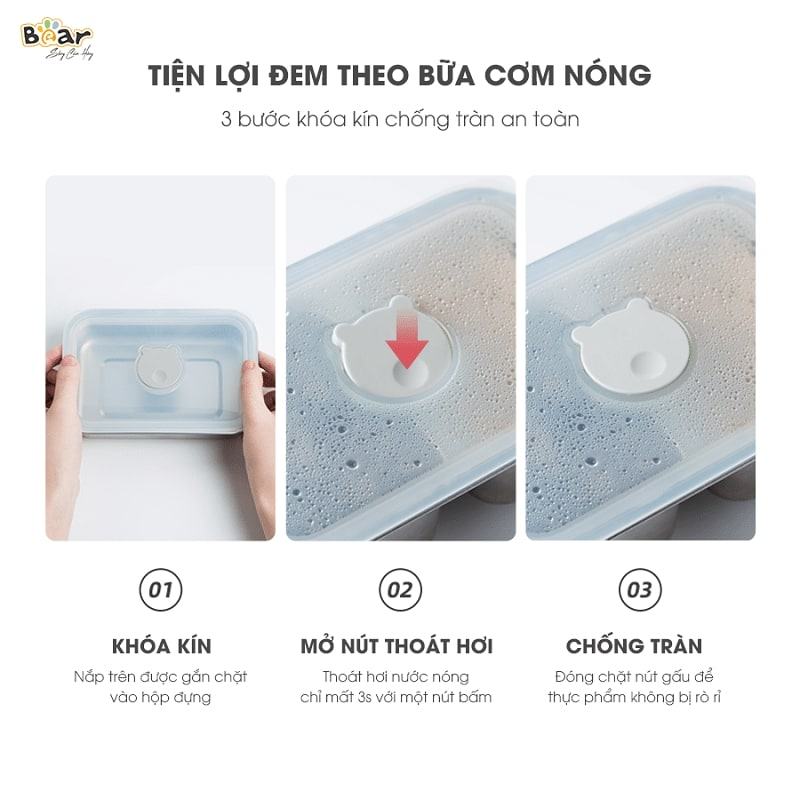 Bear
Sống Cân Hưởng
TIỆN LỢI ĐEM THEO BỮA CƠM NÓNG
3 bước khóa kín chống tràn an toàn
01
02
03
KHÓA KÍN
MỞ NÚT THOÁT HƠI
CHỐNG TRÀN
Nắp trên được gắn chặt
vào hộp đựng
Thoát hơi nước nóng
chỉ mất 3s với một nút bấm
Đóng chặt nút gấu để
thực phẩm không bị rò rỉ